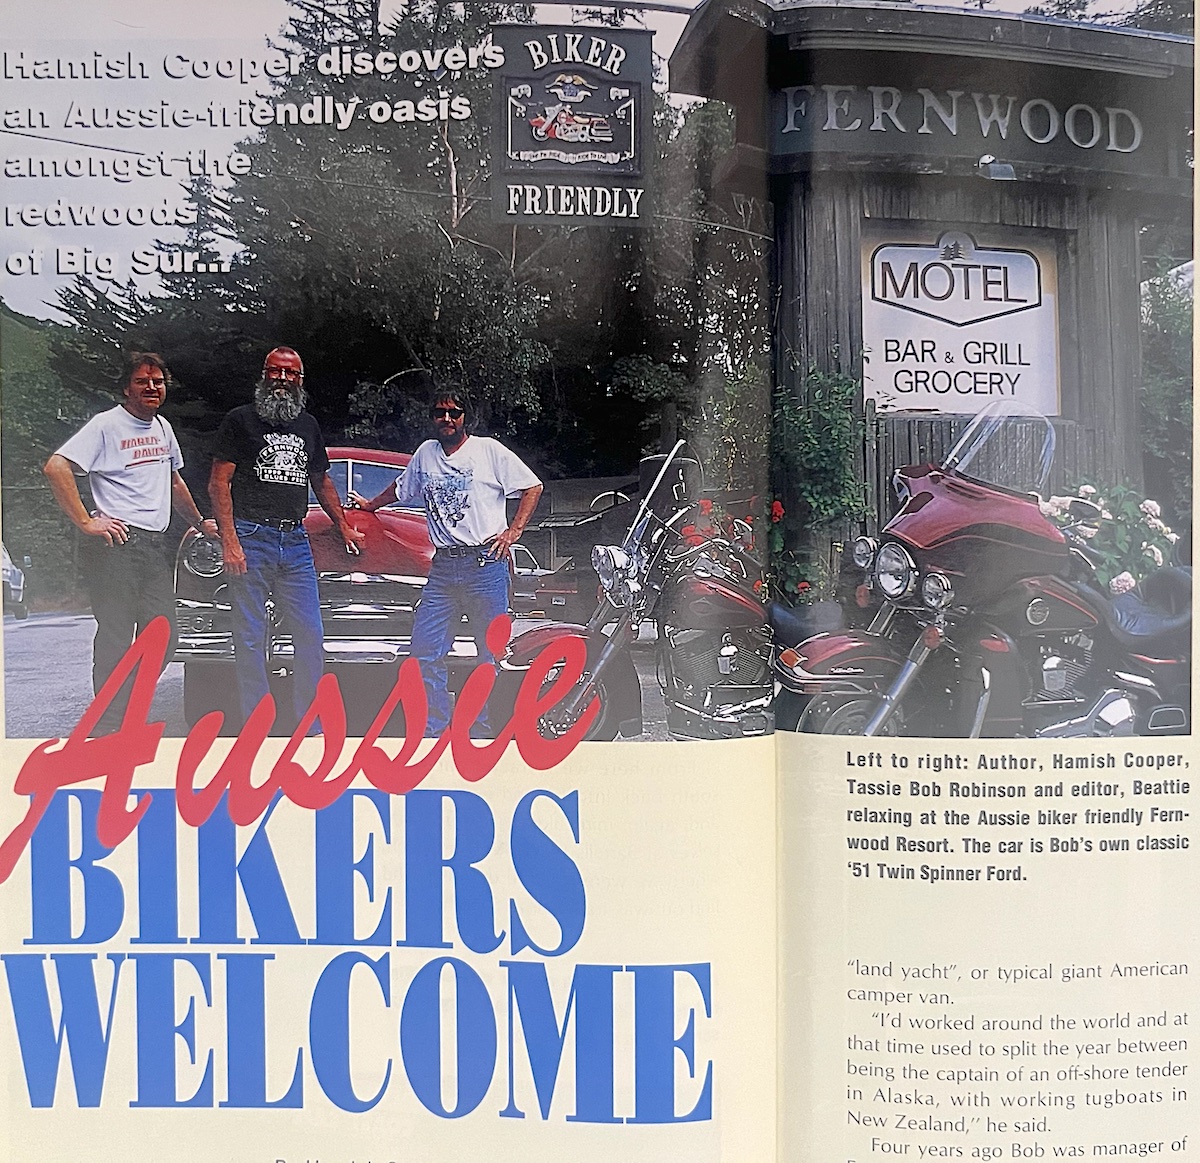 Hamish Cooper discovers
an Aussie-friendly oasis
amongst the
redwoods
of Big Sur...
BIKER
FRIENDLY
FERNWOOD
MOTEL
BAR & GRILL
GROCERY
HARLEY
FERNWOOD
Aussie
BIKERS
WELCOME
Left to right: Author, Hamish Cooper,
Tassie Bob Robinson and editor, Beattie
relaxing at the Aussie biker friendly Fern-
wood Resort. The car is Bob's own classic
‘51 Twin Spinner Ford.
“land yacht”, or typical giant American
camper van.
“I’d worked around the world and at
that time used to split the year between
being the captain of an off-shore tender
in Alaska, with working tugboats in
New Zealand,’’ he said.
Four years ago Bob was manager of